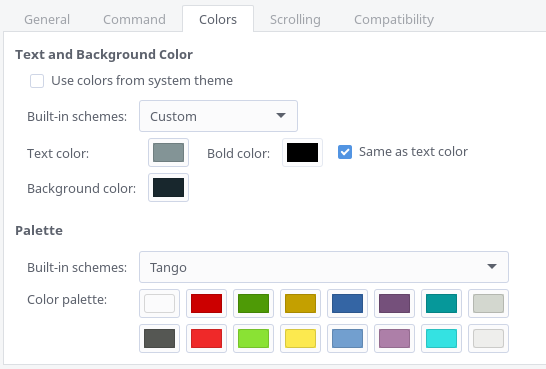 General Command Colors Scrolling Compatibility
Text and Background Color
Use colors from system theme
Built-in schemes: Custom
Text color: Bold color: Same as text color
Background color:
Palette
Built-in schemes: Tango
Color palette: